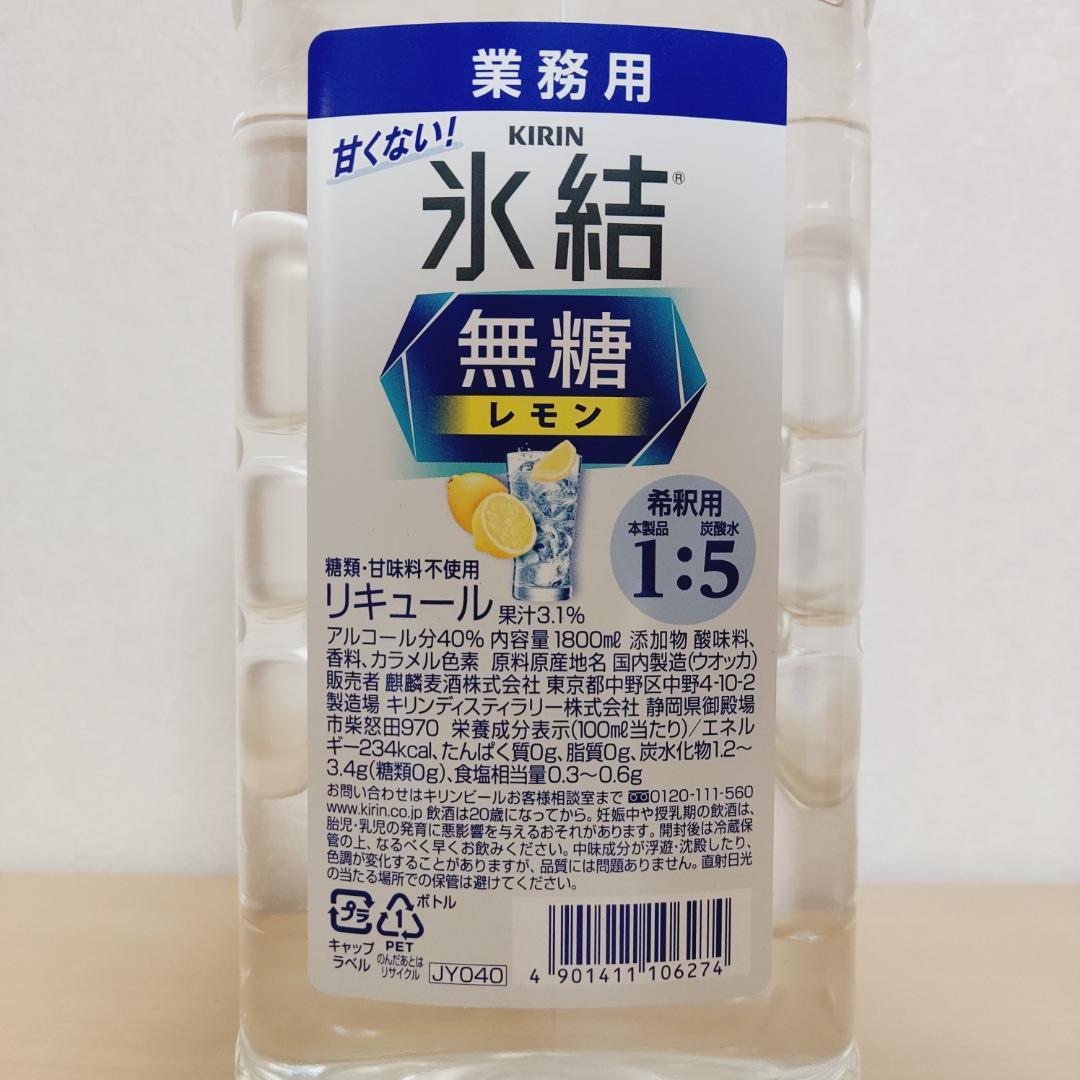 業務用
甘くない!
KIRIN
氷結®
無糖
レモン
希釈用
本製品 炭酸水
1:5
糖類・甘味料不使用
リキュール 果汁3.1%
アルコール分40% 内容量1800㎖ 添加物 酸味料、
香料、カラメル色素 原料原産地名 国内製造(ウオッカ)
販売者 麒麟麦酒株式会社 東京都中野区中野4-10-2
製造場 キリンディスティラリー株式会社 静岡県御殿場
市柴怒田970 栄養成分表示(100㎖当たり)/エネル
ギー234kcal、たんぱく質0g、脂質0g、炭水化物1.2〜
3.4g(糖類0g)、食塩相当量0.3〜0.6g
お問い合わせはキリンビールお客様相談室まで 0120-111-560
www.kirin.co.jp 飲酒は20歳になってから。妊娠中や授乳期の飲酒は、
胎児・乳児の発育に悪影響を与えるおそれがあります。開封後は冷蔵保
管の上、なるべく早くお飲みください。中味成分が浮遊・沈殿したり、
色調が変化することがありますが、品質には問題ありません。直射日光
の当たる場所での保管は避けてください。
プラ
キャップ
ラベル
1
PET
ボトル
のんだあとは
リサイクル
JY040
4 901411 106274